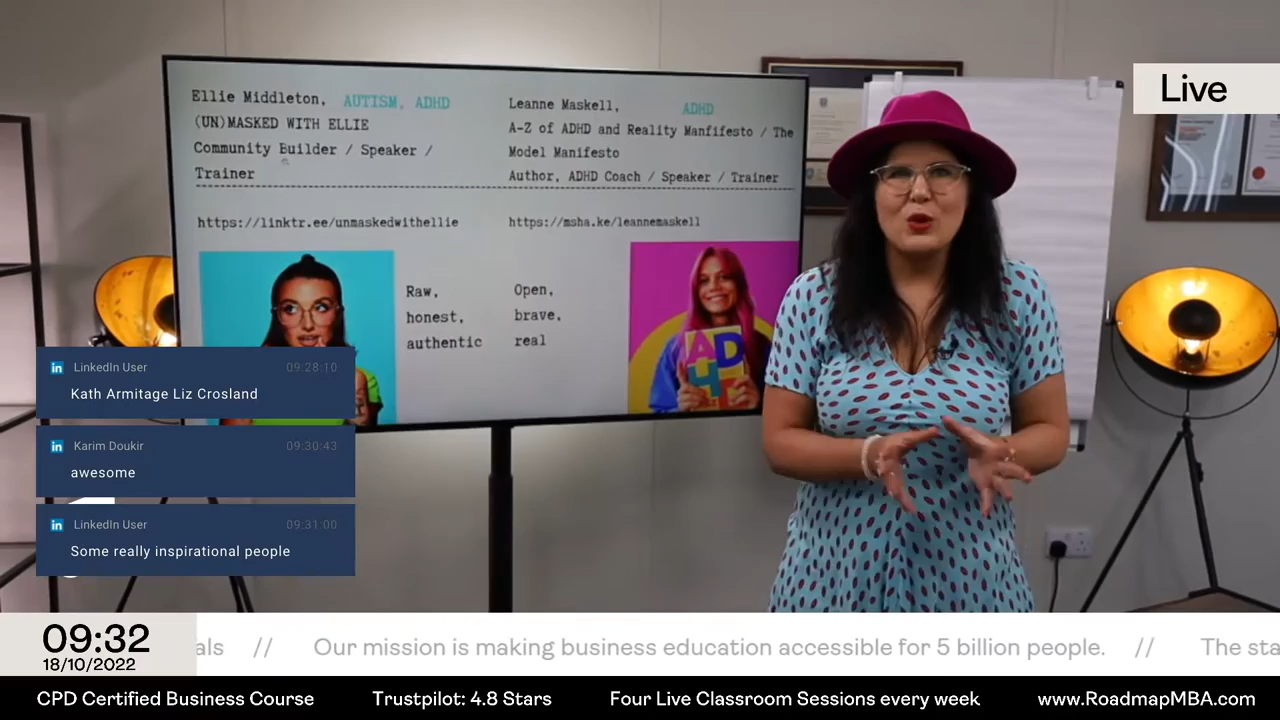 Live
Ellie Middleton, AUTISM, ADHD
(UN)MASKED WITH ELLIE
Community Builder / Speaker /
Trainer
https://linktr.ee/unmaskedwithellie
Raw,
honest,
authentic
Leanne Maskell, ADHD
A-Z of ADHD and Reality Manfifesto / The
Model Manifesto
Author, ADHD Coach / Speaker / Trainer
https://msha.ke/leannemaskell
Open,
brave,
real
AD
LinkedIn User 09:28:10
Kath Armitage Liz Crosland
Karim Doukir 09:30:43
awesome
LinkedIn User 09:31:00
Some really inspirational people
09:32
18/10/2022
als // Our mission is making business education accessible for 5 billion people. // The sta
CPD Certified Business Course Trustpilot: 4.8 Stars Four Live Classroom Sessions every week www.RoadmapMBA.com